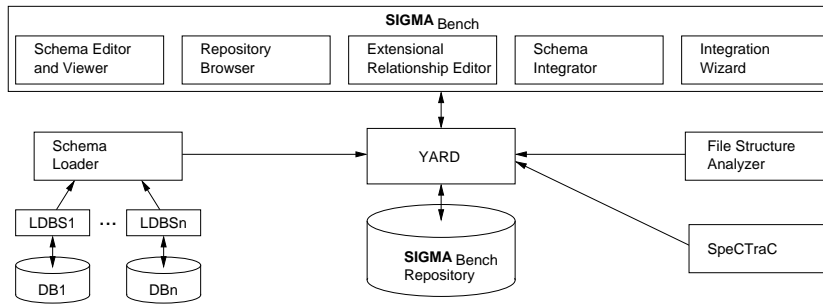 SIGMA Bench
Schema Editor
and Viewer
Repository
Browser
Extensional
Relationship Editor
Schema
Integrator
Integration
Wizard
Schema
Loader
YARD
File Structure
Analyzer
LDBS1
...
LDBSn
SIGMA Bench
Repository
SpeCTraC
DB1
DBn